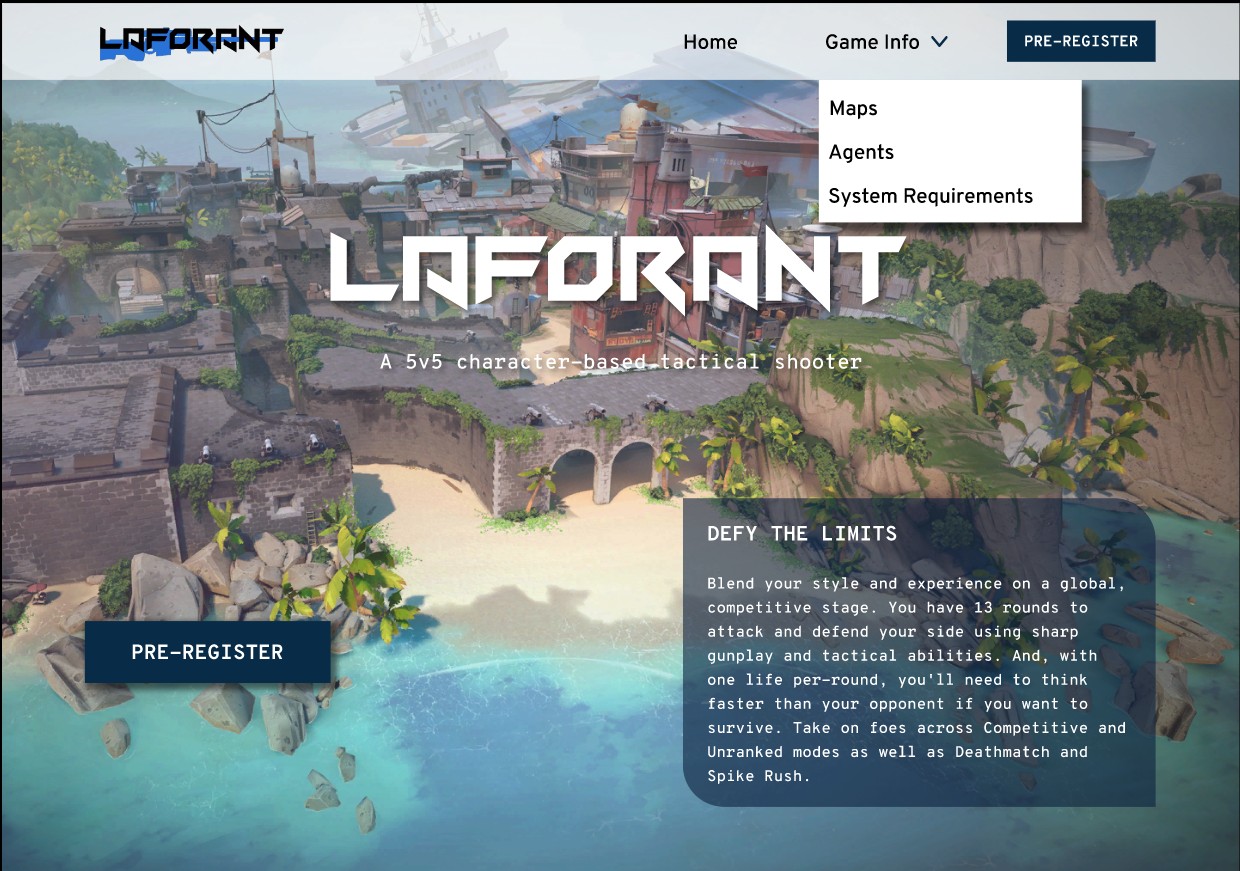 LAFORANT
Home
Game Info
PRE-REGISTER
Maps
Agents
System Requirements
LAFORANT
A 5v5 character-based tactical shooter
DEFY THE LIMITS
Blend your style and experience on a global,
competitive stage. You have 13 rounds to
attack and defend your side using sharp
gunplay and tactical abilities. And, with
one life per-round, you'll need to think
faster than your opponent if you want to
survive. Take on foes across Competitive and
Unranked modes as well as Deathmatch and
Spike Rush.
PRE-REGISTER